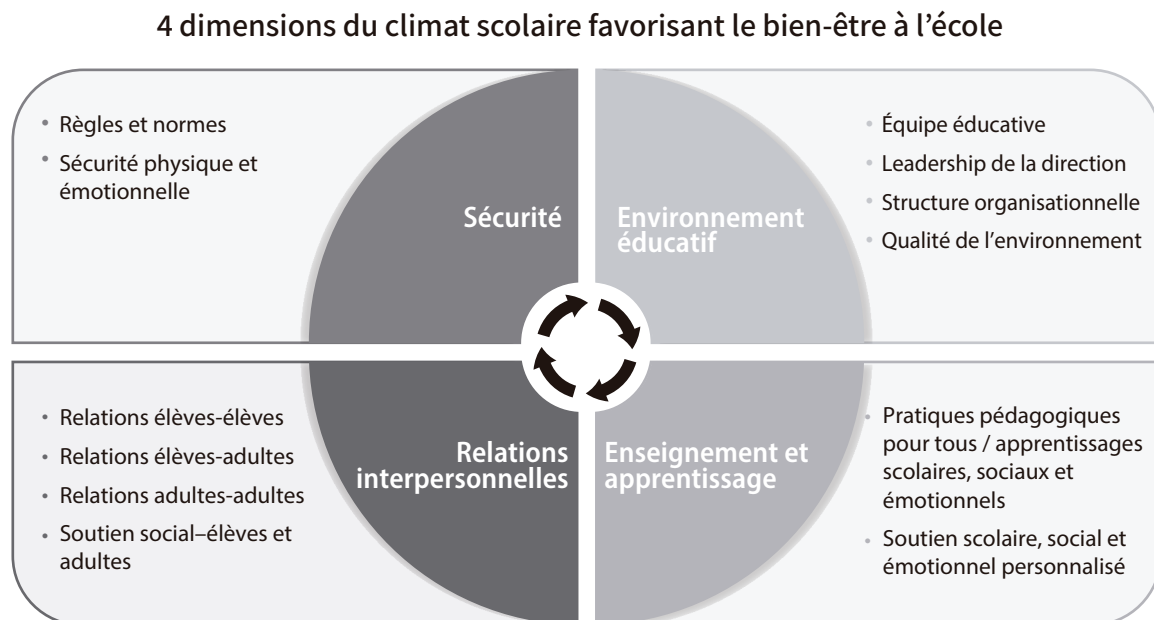 4 dimensions du climat scolaire favorisant le bien-être à l’école
• Règles et normes
• Sécurité physique et
émotionnelle
Sécurité
Environnement
éducatif
• Équipe éducative
• Leadership de la direction
• Structure organisationnelle
• Qualité de l’environnement
• Relations élèves-élèves
• Relations élèves-adultes
• Relations adultes-adultes
• Soutien social–élèves et
adultes
Relations
interpersonnelles
Enseignement et
apprentissage
• Pratiques pédagogiques
pour tous / apprentissages
scolaires, sociaux et
émotionnels
• Soutien scolaire, social et
émotionnel personnalisé